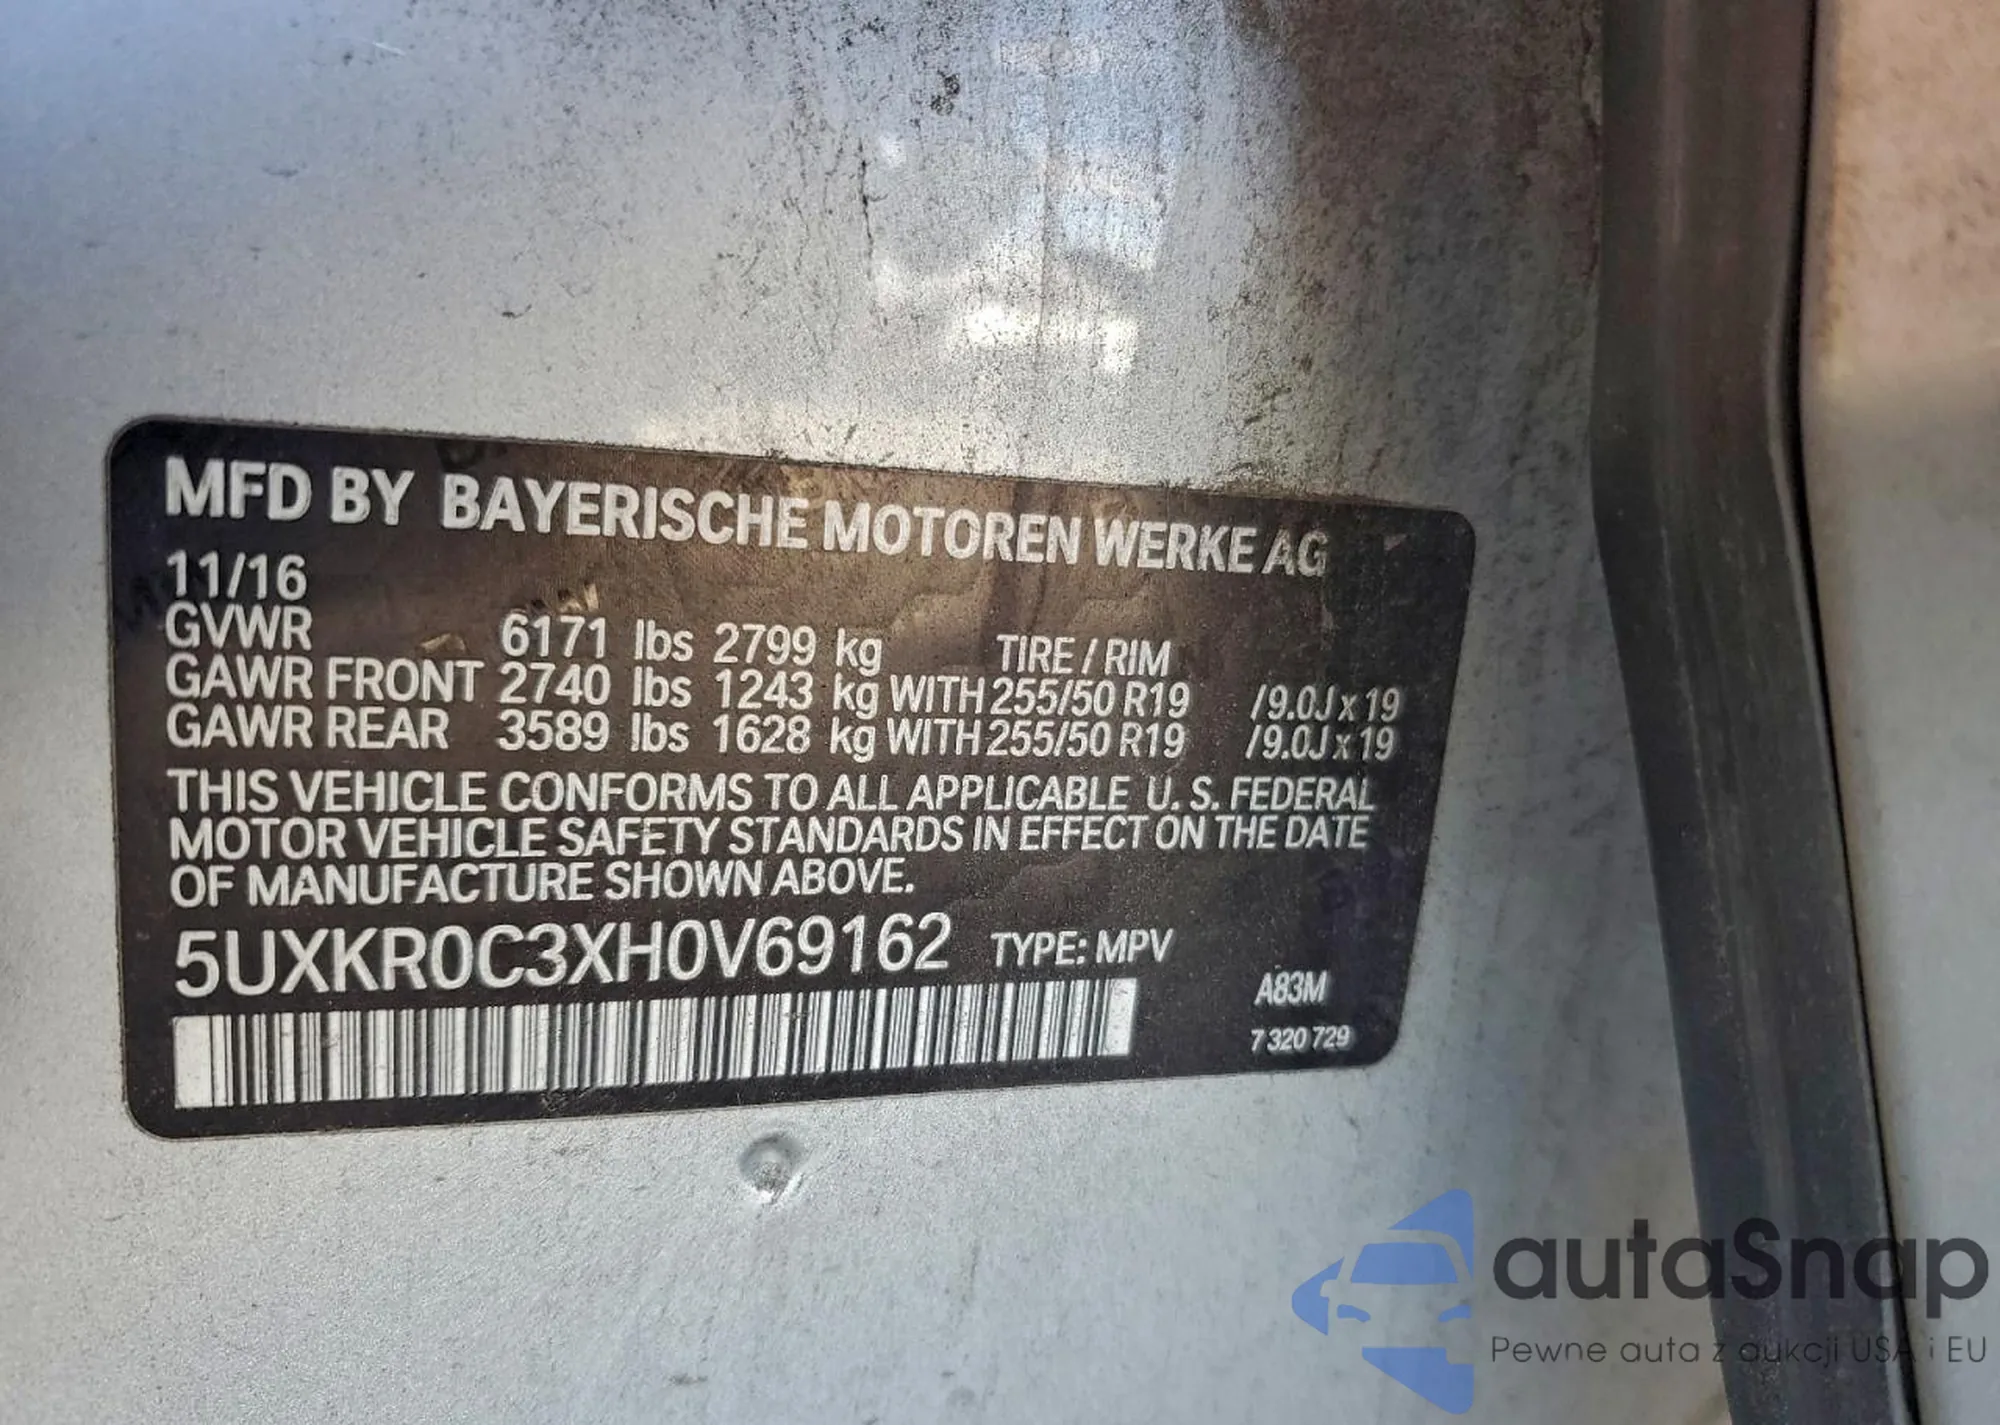 MFD BY BAYERISCHE MOTOREN WERKE AG
11/16
GVWR 6171 lbs 2799 kg TIRE / RIM
GAWR FRONT 2740 lbs 1243 kg WITH 255/50 R19 /9.0J x 19
GAWR REAR 3589 lbs 1628 kg WITH 255/50 R19 /9.0J x 19
THIS VEHICLE CONFORMS TO ALL APPLICABLE U. S. FEDERAL
MOTOR VEHICLE SAFETY STANDARDS IN EFFECT ON THE DATE
OF MANUFACTURE SHOWN ABOVE.
5UXKR0C3XH0V69162 TYPE: MPV
A83M
7 320 729
autaSnap
Pewne auta z aukcji USA i EU